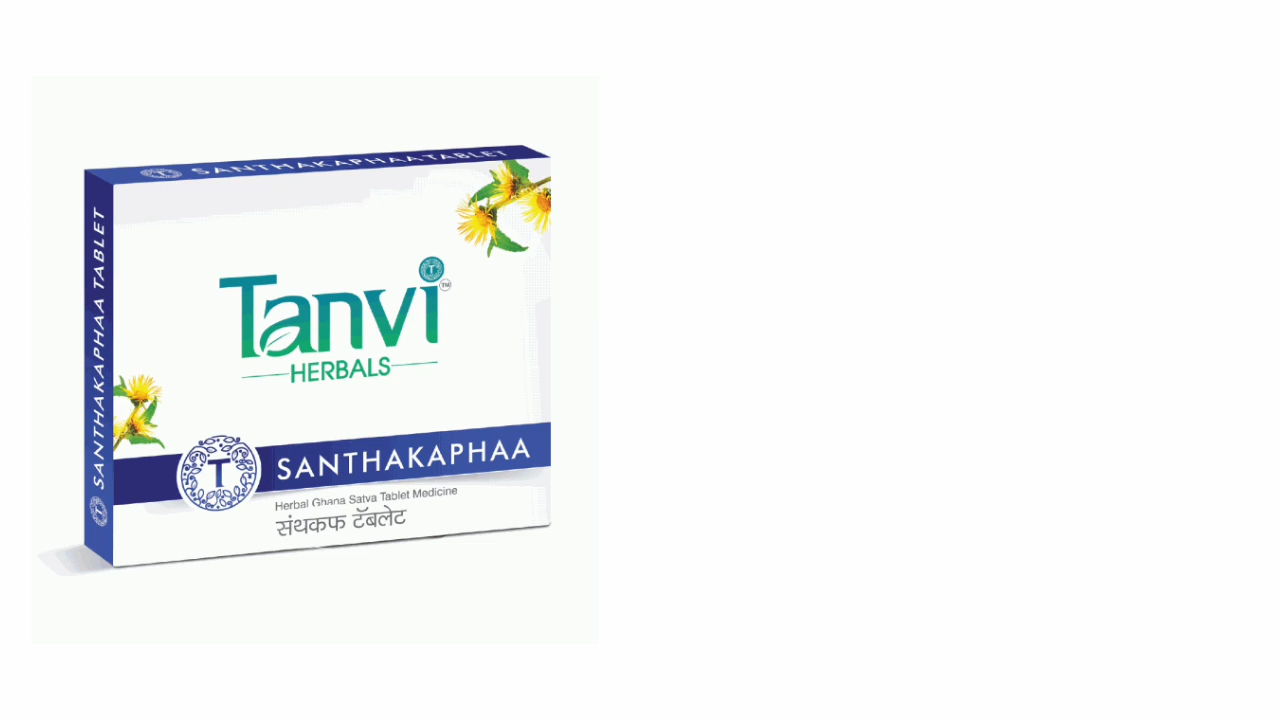 SANTHAKAPHAA TABLET
SANTHAKAPHAA TABLET
Tanvi
TM
HERBALS
T
SANTHAKAPHAA
Herbal Ghana Satva Tablet Medicine
संथकफ टॅबलेट